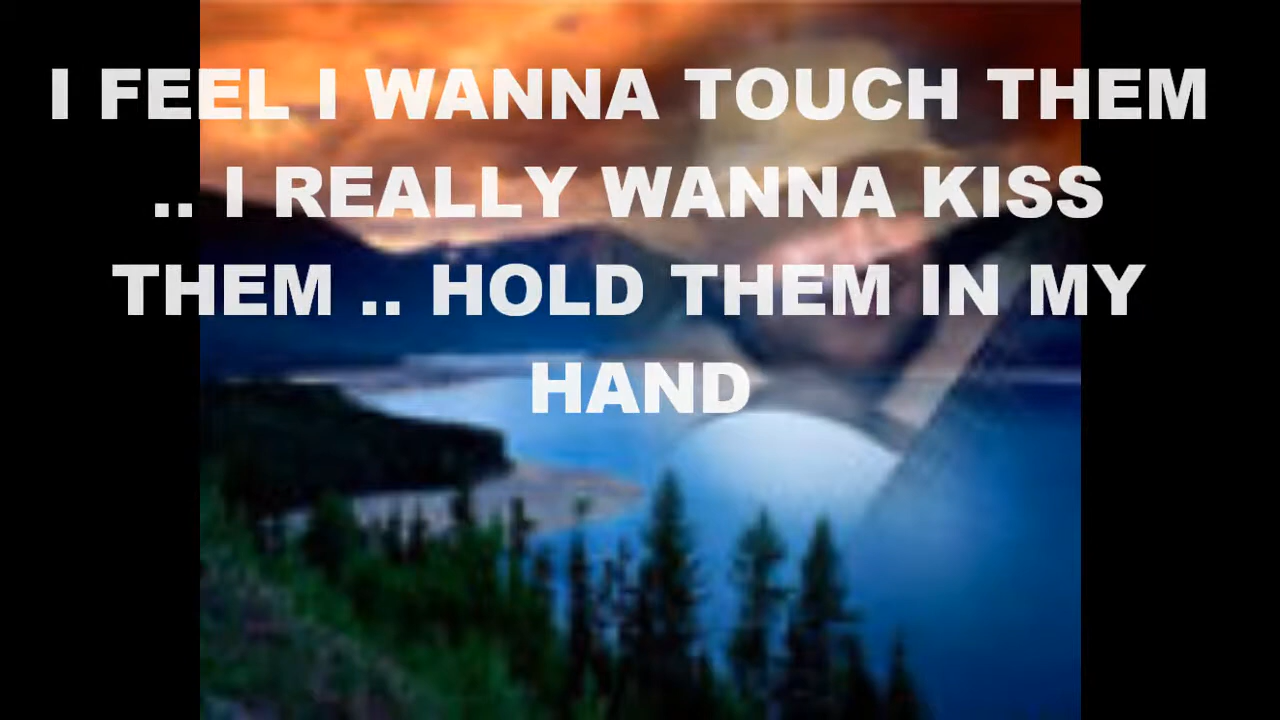 I FEEL I WANNA TOUCH THEM
.. I REALLY WANNA KISS
THEM .. HOLD THEM IN MY
HAND